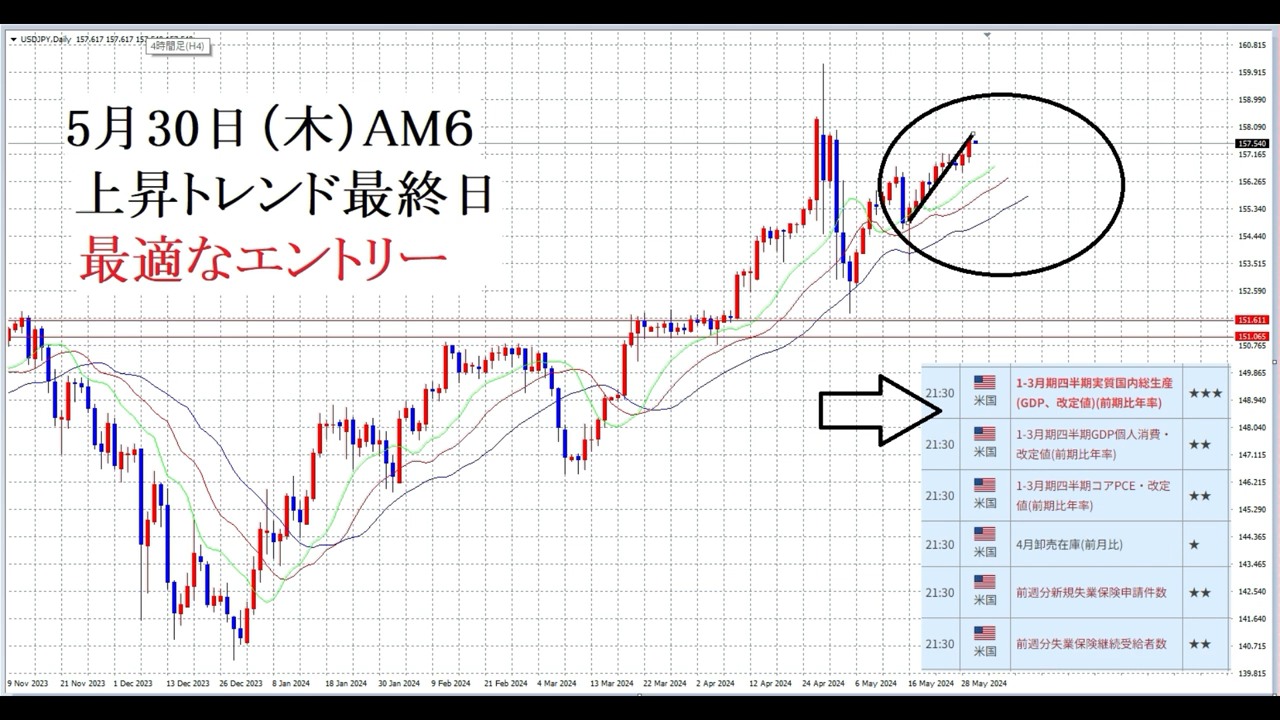 USDJPY,Daily 157.617 157.617
4時間足(H4)
5月30日(木)AM6
上昇トレンド最終日
最適なエントリー
160.815
159.915
158.990
158.090
157.540
157.165
156.265
155.340
154.440
153.515
152.590
151.611
151.065
150.765
149.865
148.940
148.040
147.115
146.215
145.290
144.365
143.465
142.540
141.640
140.715
139.815
21:30 米国 1-3月期四半期実質国内総生産
(GDP、改定値)(前期比年率) ★★★
21:30 米国 1-3月期四半期GDP個人消費・
改定値(前期比年率) ★★
21:30 米国 1-3月期四半期コアPCE・改定
値(前期比年率) ★★
21:30 米国 4月卸売在庫(前月比) ★
21:30 米国 前週分新規失業保険申請件数 ★★
21:30 米国 前週分失業保険継続受給者数 ★★
9 Nov 2023 21 Nov 2023 1 Dec 2023 13 Dec 2023 26 Dec 2023 8 Jan 2024 18 Jan 2024 30 Jan 2024 9 Feb 2024 21 Feb 2024 4 Mar 2024 13 Mar 2024 22 Mar 2024 2 Apr 2024 12 Apr 2024 24 Apr 2024 6 May 2024 16 May 2024 28 May 2024